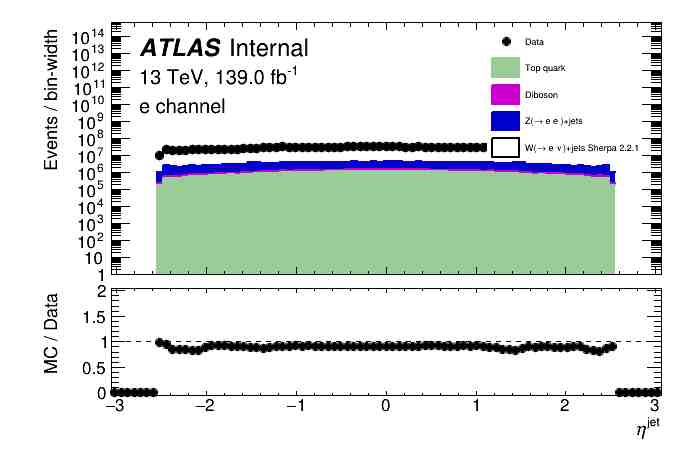 Events / bin-width
10^14
10^13
10^12
10^11
10^10
10^9
10^8
10^7
10^6
10^5
10^4
10^3
10^2
10
1
ATLAS Internal
13 TeV, 139.0 fb^-1
e channel
Data
Top quark
Diboson
Z(→ e e )+jets
W(→ e ν)+jets Sherpa 2.2.1
MC / Data
2
1.5
1
0.5
0
−3 −2 −1 0 1 2 3
η^jet